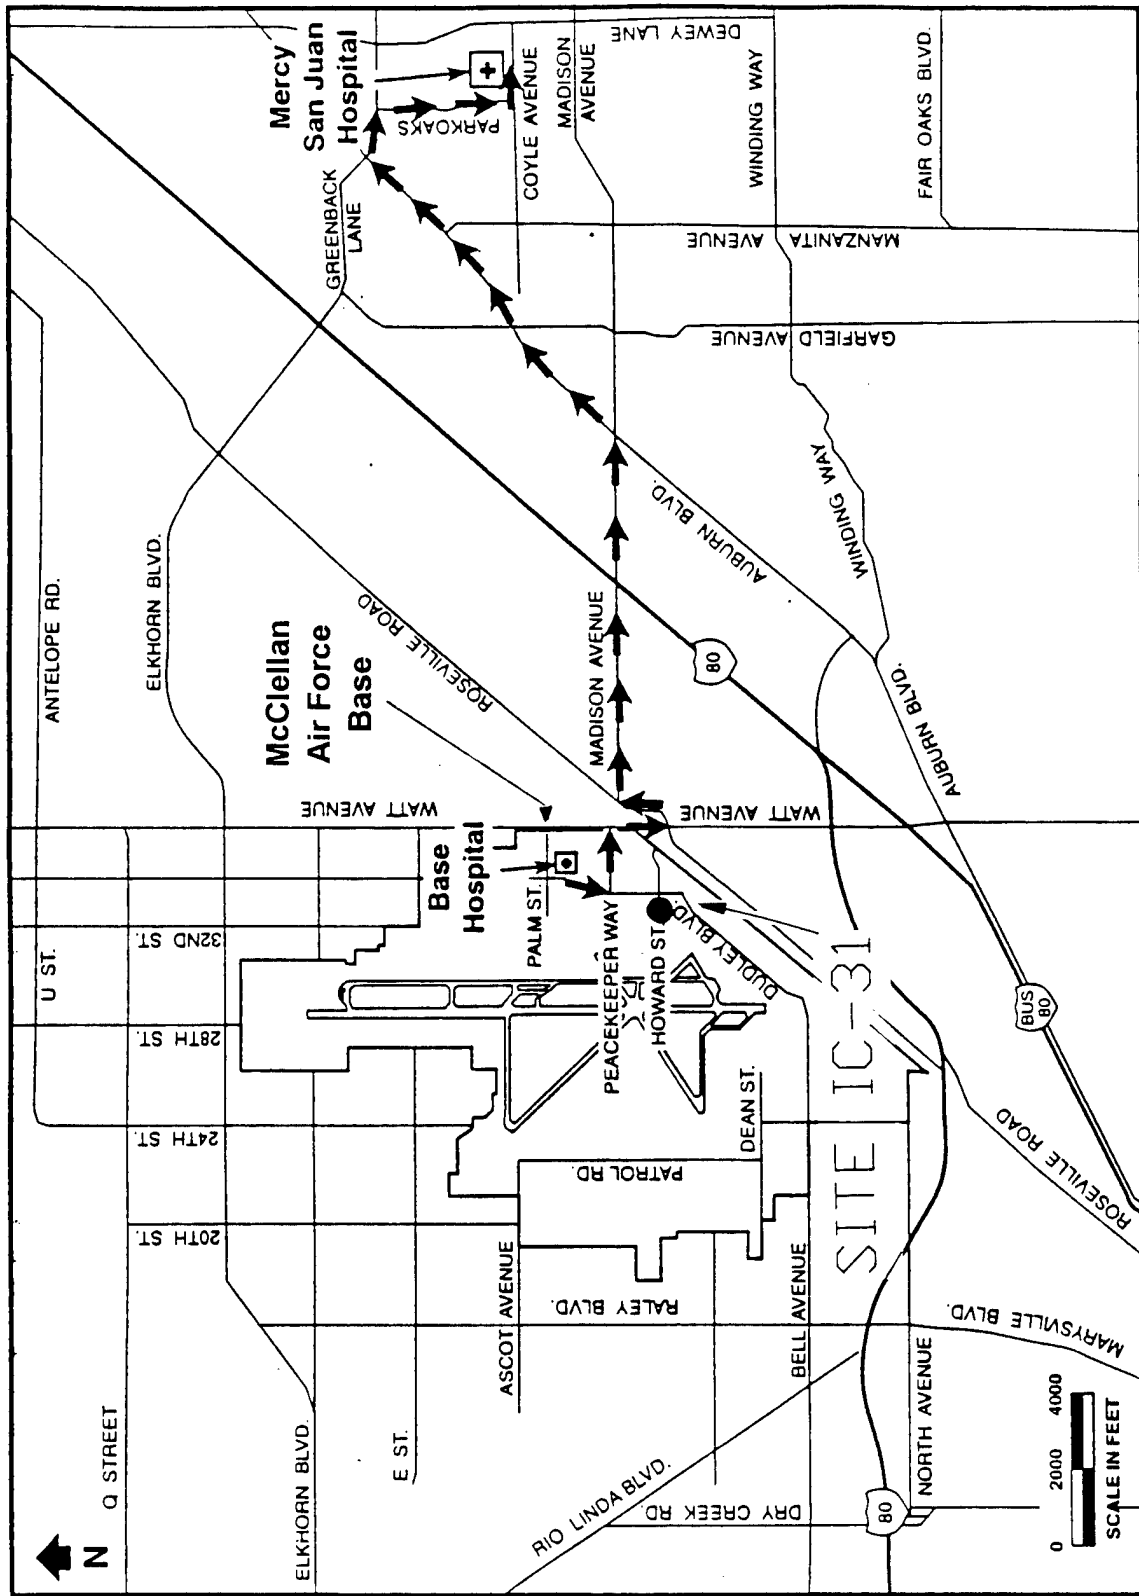 N
Q STREET
U ST.
ANTELOPE RD.
ELKHORN BLVD.
ELKHORN BLVD.
E ST.
20TH ST.
24TH ST.
28TH ST.
32ND ST.
WATT AVENUE
McClellan
Air Force
Base
ROSEVILLE ROAD
GREENBACK
LANE
Mercy
San Juan
Hospital
PARKOAKS
COYLE AVENUE
MADISON
AVENUE
DEWEY LANE
WINDING WAY
FAIR OAKS BLVD.
MANZANITA AVENUE
GARFIELD AVENUE
Base
Hospital
PALM ST.
PEACEKEEPER WAY
HOWARD ST.
DUDLEY BLVD.
MADISON AVENUE
WATT AVENUE
AUBURN BLVD.
80
WINDING WAY
AUBURN BLVD.
ASCOT AVENUE
PATROL RD.
DEAN ST.
RALEY BLVD.
BELL AVENUE
SITE IC-31
BUS
80
RIO LINDA BLVD.
DRY CREEK RD.
80
NORTH AVENUE
MARYSVILLE BLVD.
ROSEVILLE ROAD
0 2000 4000
SCALE IN FEET